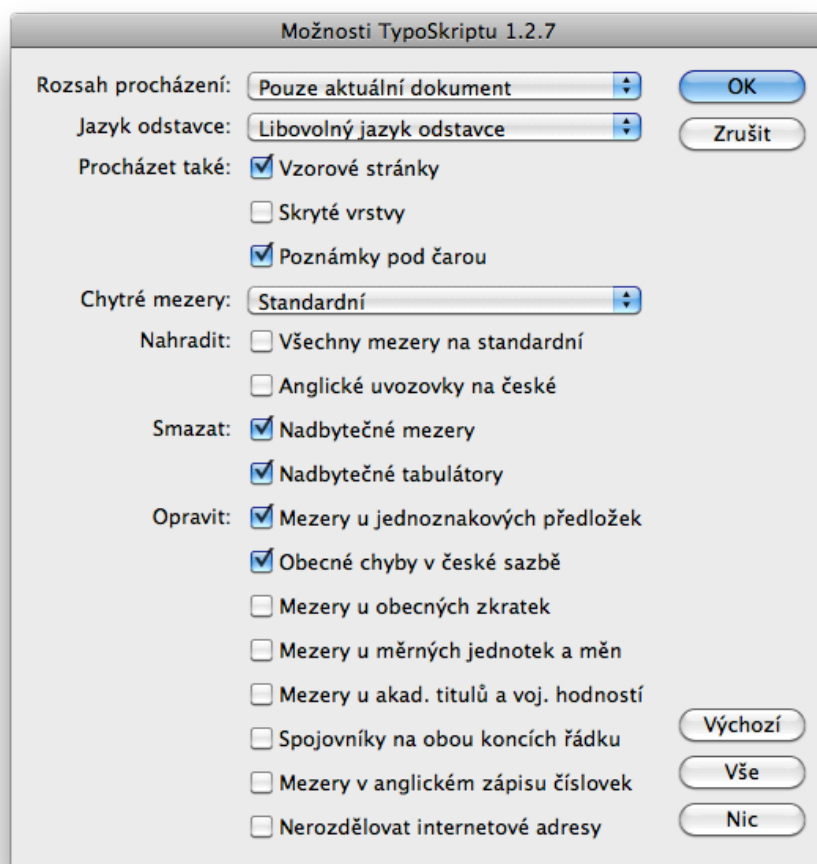 Možnosti TypoSkriptu 1.2.7
Rozsah procházení: Pouze aktuální dokument OK
Jazyk odstavce: Libovolný jazyk odstavce Zrušit
Procházet také: Vzorové stránky
Skryté vrstvy
Poznámky pod čarou
Chytré mezery: Standardní
Nahradit: Všechny mezery na standardní
Anglické uvozovky na české
Smazat: Nadbytečné mezery
Nadbytečné tabulátory
Opravit: Mezery u jednoznakových předložek
Obecné chyby v české sazbě
Mezery u obecných zkratek
Mezery u měrných jednotek a měn
Mezery u akad. titulů a voj. hodností
Spojovníky na obou koncích řádku Výchozí
Mezery v anglickém zápisu číslovek Vše
Nerozdělovat internetové adresy Nic